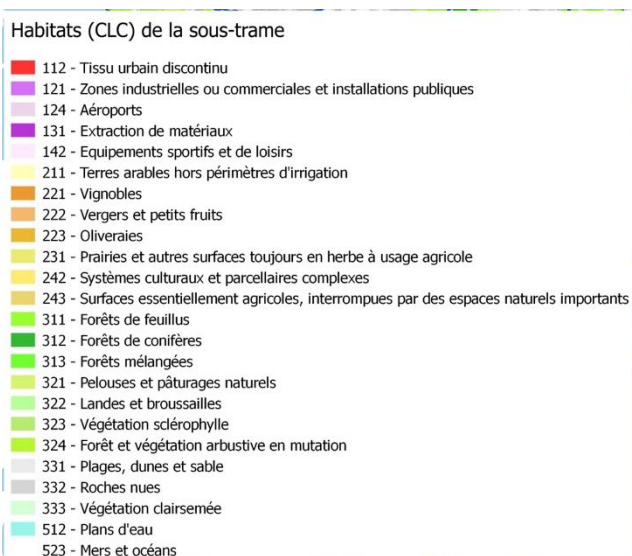 Habitats (CLC) de la sous-trame
112 - Tissu urbain discontinu
121 - Zones industrielles ou commerciales et installations publiques
124 - Aéroports
131 - Extraction de matériaux
142 - Equipements sportifs et de loisirs
211 - Terres arables hors périmètres d'irrigation
221 - Vignobles
222 - Vergers et petits fruits
223 - Oliveraies
231 - Prairies et autres surfaces toujours en herbe à usage agricole
242 - Systèmes culturaux et parcellaires complexes
243 - Surfaces essentiellement agricoles, interrompues par des espaces naturels importants
311 - Forêts de feuillus
312 - Forêts de conifères
313 - Forêts mélangées
321 - Pelouses et pâturages naturels
322 - Landes et broussailles
323 - Végétation sclérophylle
324 - Forêt et végétation arbustive en mutation
331 - Plages, dunes et sable
332 - Roches nues
333 - Végétation clairsemée
512 - Plans d'eau
523 - Mers et océans